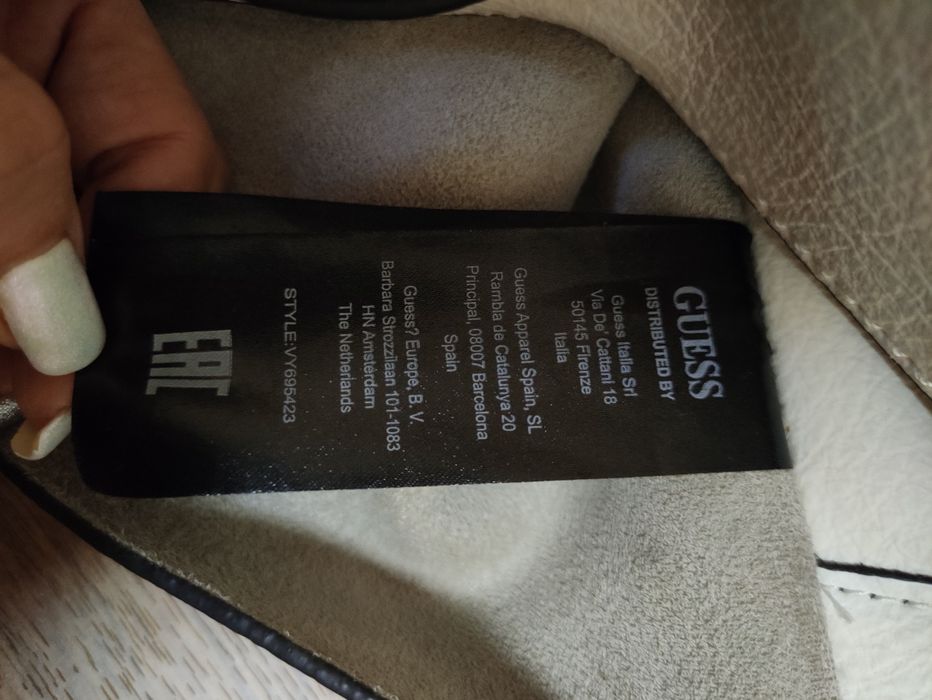 GUESS
DISTRIBUTED BY
Guess Italla Srl
Via De' Cattani 18
50145 Firenze
Italia
Guess Apparel Spain, SL
Rambla de Catalunya 20
Principal, 08007 Barcelona
Spain
Guess? Europe, B. V.
Barbara Strozzilaan 101-1083
HN Amsterdam
The Netherlands
STYLE:VY695423
EAC